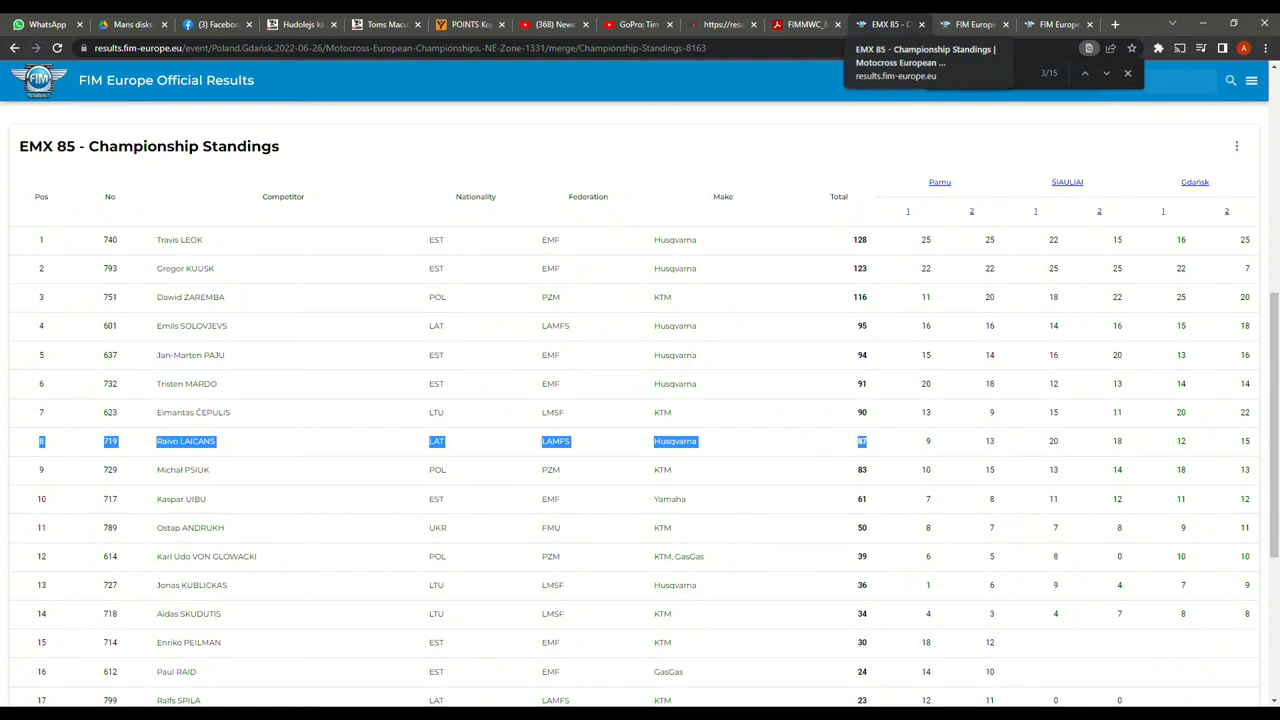 WhatsApp
Mans disks
(3) Facebook
Hudolejs k
Toms Macu
POINTS Ko
(368) News
GoPro: Tim
https://resu
FIMMWC_N
EMX 85 - C
FIM Europe
FIM Europe
results.fim-europe.eu/event/Poland,Gdańsk,2022-06-26/Motocross-European-Championships,-NE-Zone-1331/merge/Championship-Standings-8163
A
EMX 85 - Championship Standings |
Motocross European ...
results.fim-europe.eu
3/15
FIM
FIM Europe Official Results
EMX 85 - Championship Standings
Parnu ŠIAULIAI Gdańsk
Pos No Competitor Nationality Federation Make Total
1 2 1 2 1 2
1 740 Travis LEOK EST EMF Husqvarna 128 25 25 22 15 16 25
2 793 Gregor KUUSK EST EMF Husqvarna 123 22 22 25 25 22 7
3 751 Dawid ZAREMBA POL PZM KTM 116 11 20 18 22 25 20
4 601 Emils SOLOVJEVS LAT LAMFS Husqvarna 95 16 16 14 16 15 18
5 637 Jan-Marten PAJU EST EMF Husqvarna 94 15 14 16 20 13 16
6 732 Tristen MARDO EST EMF Husqvarna 91 20 18 12 13 14 14
7 623 Eimantas ČEPULIS LTU LMSF KTM 90 13 9 15 11 20 22
8 719 Raivo LAICANS LAT LAMFS Husqvarna 87 9 13 20 18 12 15
9 729 Michał PSIUK POL PZM KTM 83 10 15 13 14 18 13
10 717 Kaspar UIBU EST EMF Yamaha 61 7 8 11 12 11 12
11 789 Ostap ANDRUKH UKR FMU KTM 50 8 7 7 8 9 11
12 614 Karl Udo VON GLOWACKI POL PZM KTM, GasGas 39 6 5 8 0 10 10
13 727 Jonas KUBLICKAS LTU LMSF Husqvarna 36 1 6 9 4 7 9
14 718 Aidas SKUDUTIS LTU LMSF KTM 34 4 3 4 7 8 8
15 714 Enriko PEILMAN EST EMF KTM 30 18 12
16 612 Paul RAID EST EMF GasGas 24 14 10
17 799 Ralfs SPILA LAT LAMFS Husqvarna 23 12 11 0 0